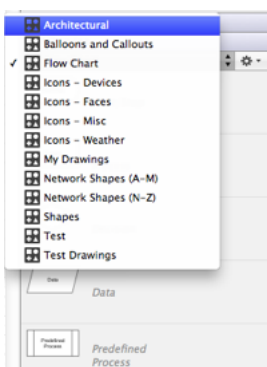 Architectural
Balloons and Callouts
✓ Flow Chart
Icons – Devices
Icons – Faces
Icons – Misc
Icons – Weather
My Drawings
Network Shapes (A–M)
Network Shapes (N–Z)
Shapes
Test
Test Drawings
Data
Data
Predefined
Process
Predefined
Process